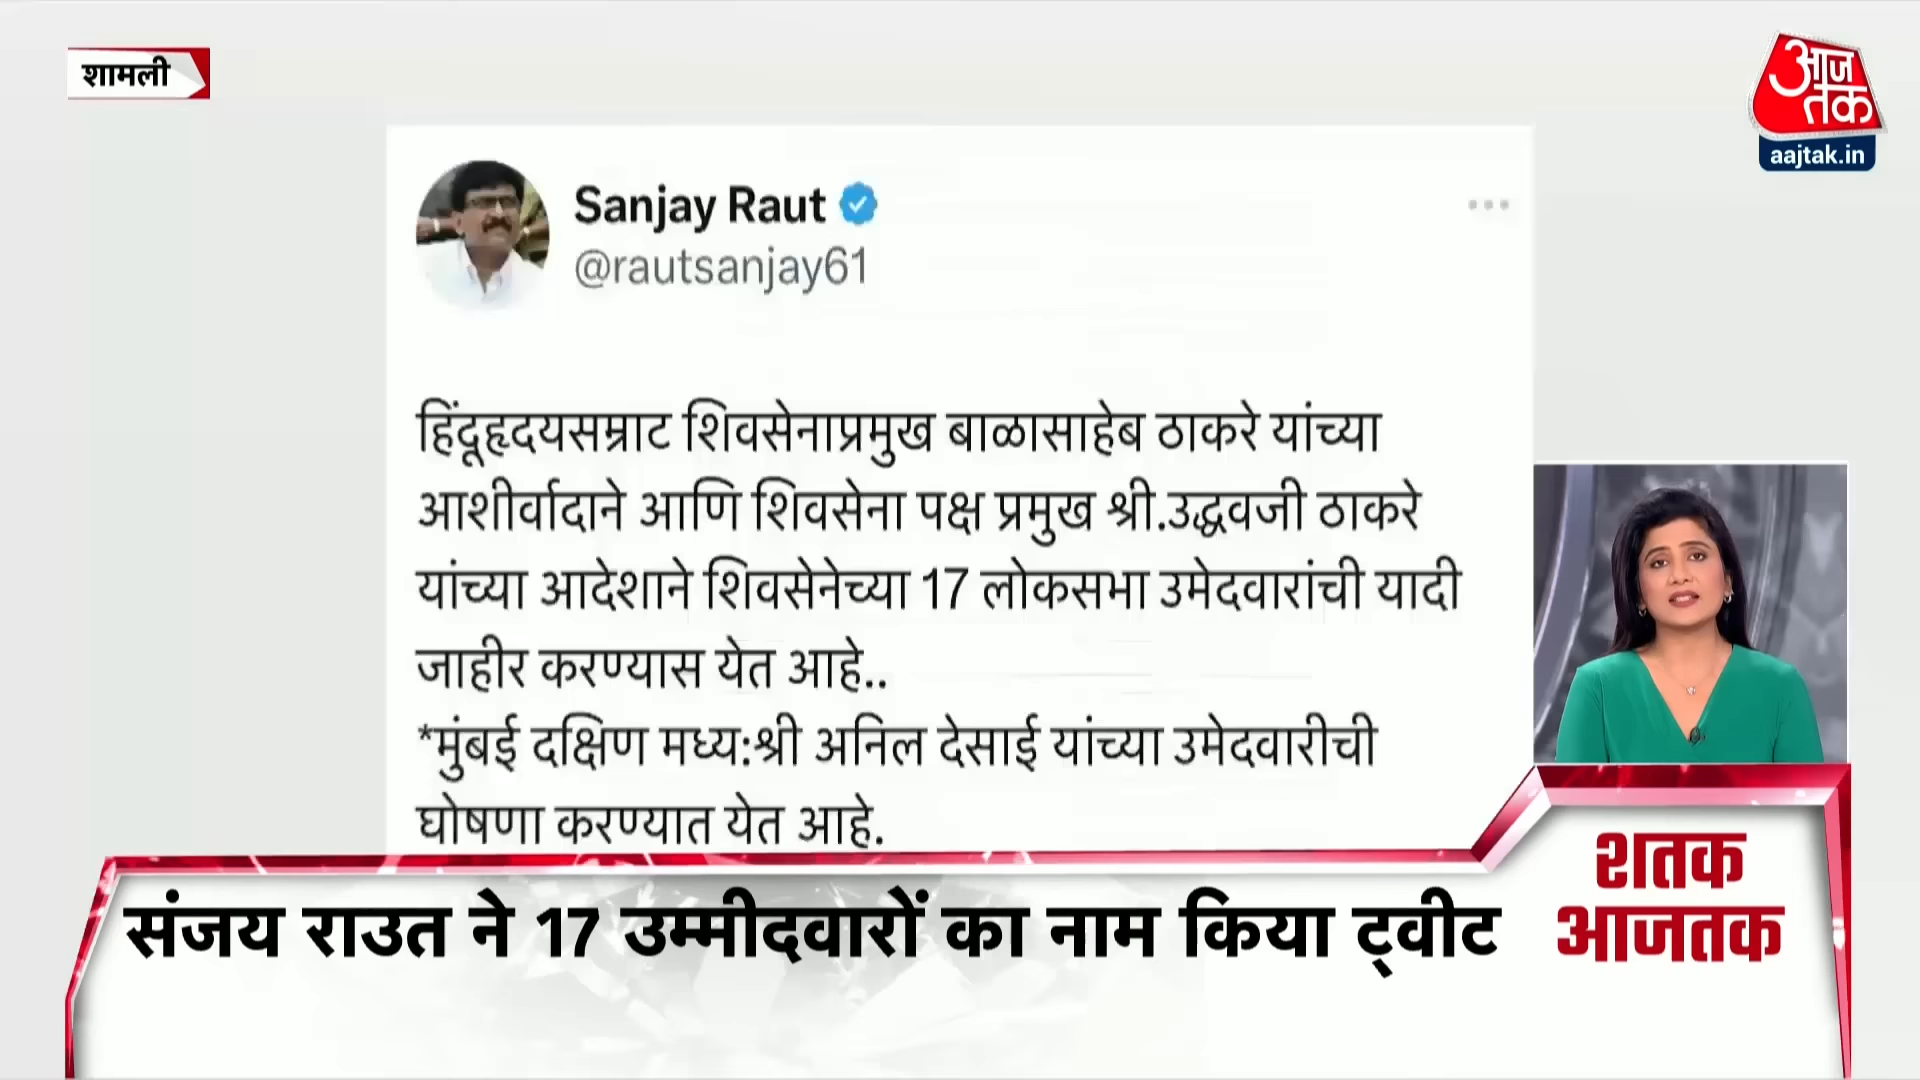 शामली
आज
तक
aajtak.in
Sanjay Raut
@rautsanjay61
हिंदूहृदयसम्राट शिवसेनाप्रमुख बाळासाहेब ठाकरे यांच्या
आशीर्वादाने आणि शिवसेना पक्ष प्रमुख श्री.उद्धवजी ठाकरे
यांच्या आदेशाने शिवसेनेच्या 17 लोकसभा उमेदवारांची यादी
जाहीर करण्यास येत आहे..
*मुंबई दक्षिण मध्य:श्री अनिल देसाई यांच्या उमेदवारीची
घोषणा करण्यात येत आहे.
संजय राउत ने 17 उम्मीदवारों का नाम किया ट्वीट
शतक
आजतक